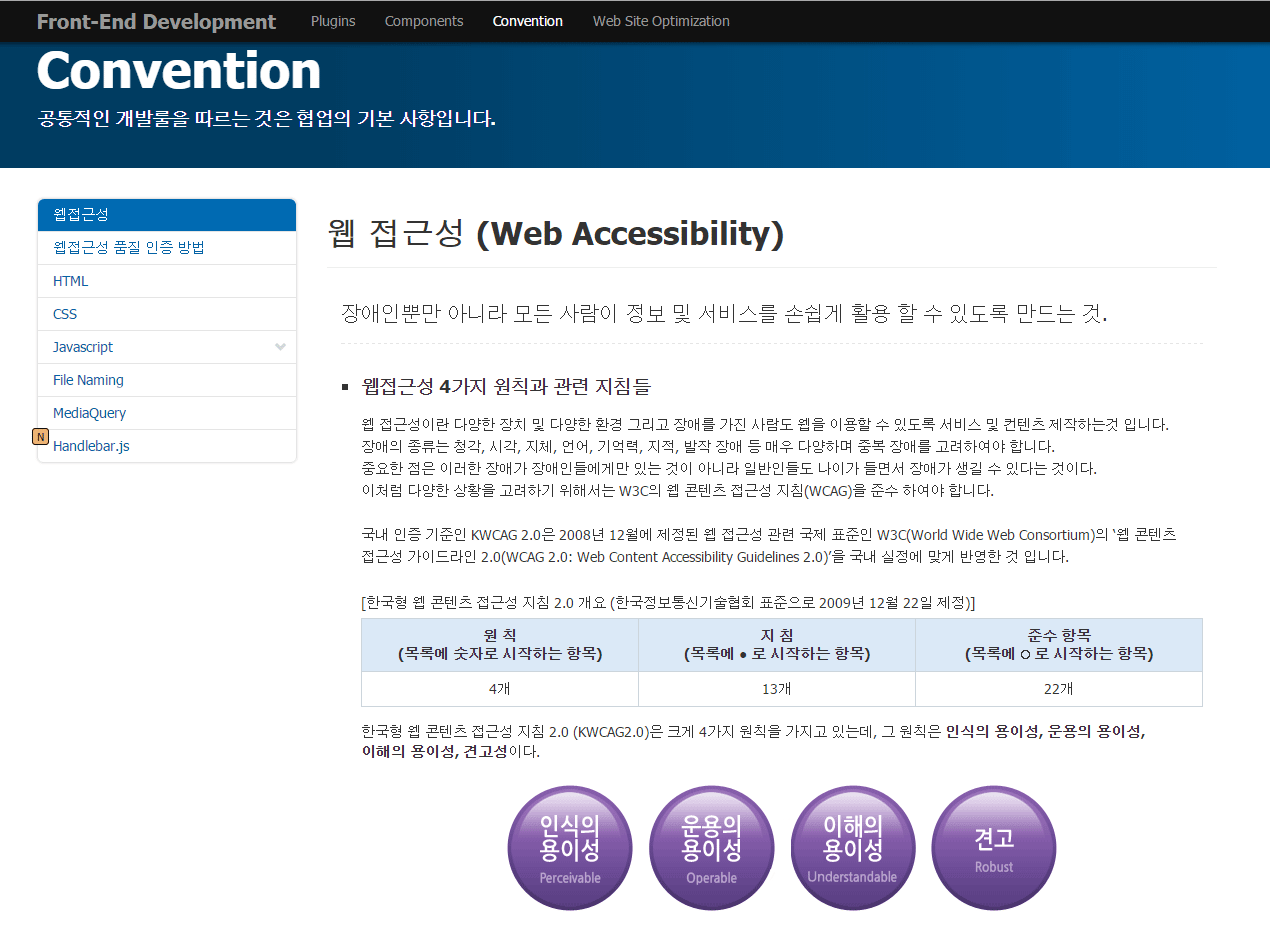 Front-End Development Plugins Components Convention Web Site Optimization
Convention
공통적인 개발룰을 따르는 것은 협업의 기본 사항입니다.
웹접근성
웹접근성 품질 인증 방법
HTML
CSS
Javascript
File Naming
MediaQuery
N Handlebar.js
웹 접근성 (Web Accessibility)
장애인뿐만 아니라 모든 사람이 정보 및 서비스를 손쉽게 활용 할 수 있도록 만드는 것.
▪ 웹접근성 4가지 원칙과 관련 지침들
웹 접근성이란 다양한 장치 및 다양한 환경 그리고 장애를 가진 사람도 웹을 이용할 수 있도록 서비스 및 컨텐츠 제작하는것 입니다.
장애의 종류는 청각, 시각, 지체, 언어, 기억력, 지적, 발작 장애 등 매우 다양하며 중복 장애를 고려하여야 합니다.
중요한 점은 이러한 장애가 장애인들에게만 있는 것이 아니라 일반인들도 나이가 들면서 장애가 생길 수 있다는 것이다.
이처럼 다양한 상황을 고려하기 위해서는 W3C의 웹 콘텐츠 접근성 지침(WCAG)을 준수 하여야 합니다.
국내 인증 기준인 KWCAG 2.0은 2008년 12월에 제정된 웹 접근성 관련 국제 표준인 W3C(World Wide Web Consortium)의 ‘웹 콘텐츠
접근성 가이드라인 2.0(WCAG 2.0: Web Content Accessibility Guidelines 2.0)’을 국내 실정에 맞게 반영한 것 입니다.
[한국형 웹 콘텐츠 접근성 지침 2.0 개요 (한국정보통신기술협회 표준으로 2009년 12월 22일 제정)]
원 칙 지 침 준수 항목
(목록에 숫자로 시작하는 항목) (목록에 ● 로 시작하는 항목) (목록에 ○ 로 시작하는 항목)
4개 13개 22개
한국형 웹 콘텐츠 접근성 지침 2.0 (KWCAG2.0)은 크게 4가지 원칙을 가지고 있는데, 그 원칙은 인식의 용이성, 운용의 용이성,
이해의 용이성, 견고성이다.
인식의
용이성
Perceivable
운용의
용이성
Operable
이해의
용이성
Understandable
견고
Robust